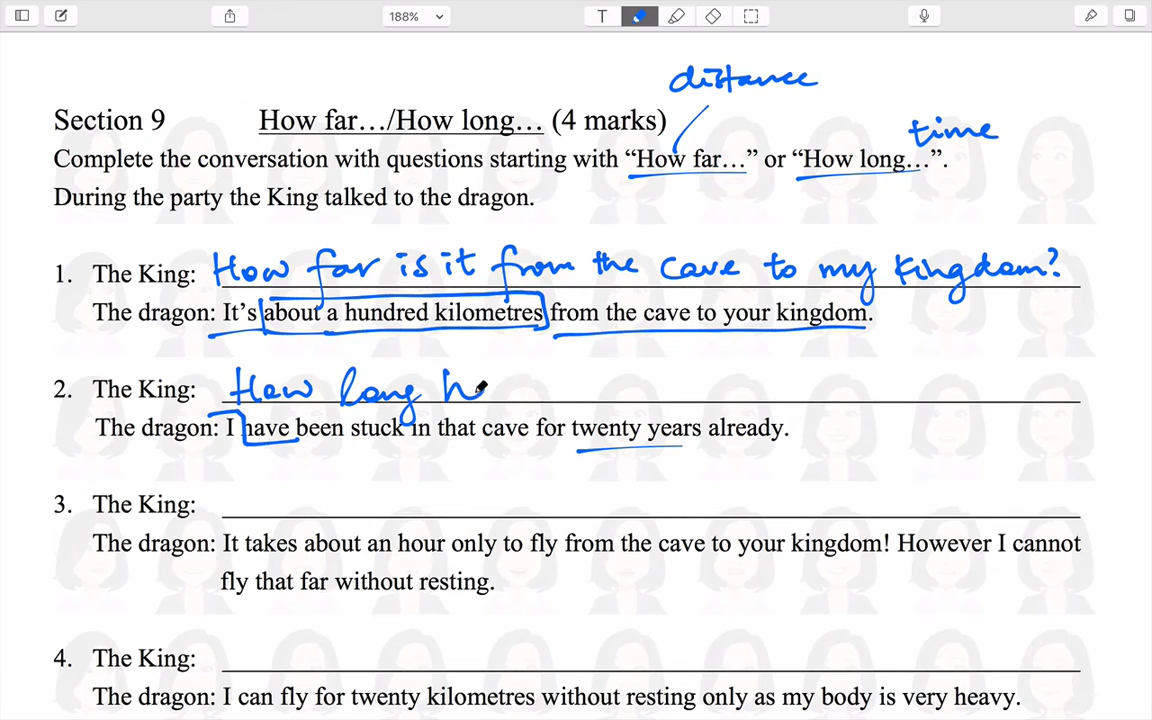 188%
T
distance
Section 9 How far…/How long… (4 marks)
time
Complete the conversation with questions starting with “How far…” or “How long…”.
During the party the King talked to the dragon.
1. The King: How far is it from the cave to my kingdom?
The dragon: It’s about a hundred kilometres from the cave to your kingdom.
2. The King: How long h
The dragon: I have been stuck in that cave for twenty years already.
3. The King:
The dragon: It takes about an hour only to fly from the cave to your kingdom! However I cannot
fly that far without resting.
4. The King:
The dragon: I can fly for twenty kilometres without resting only as my body is very heavy.